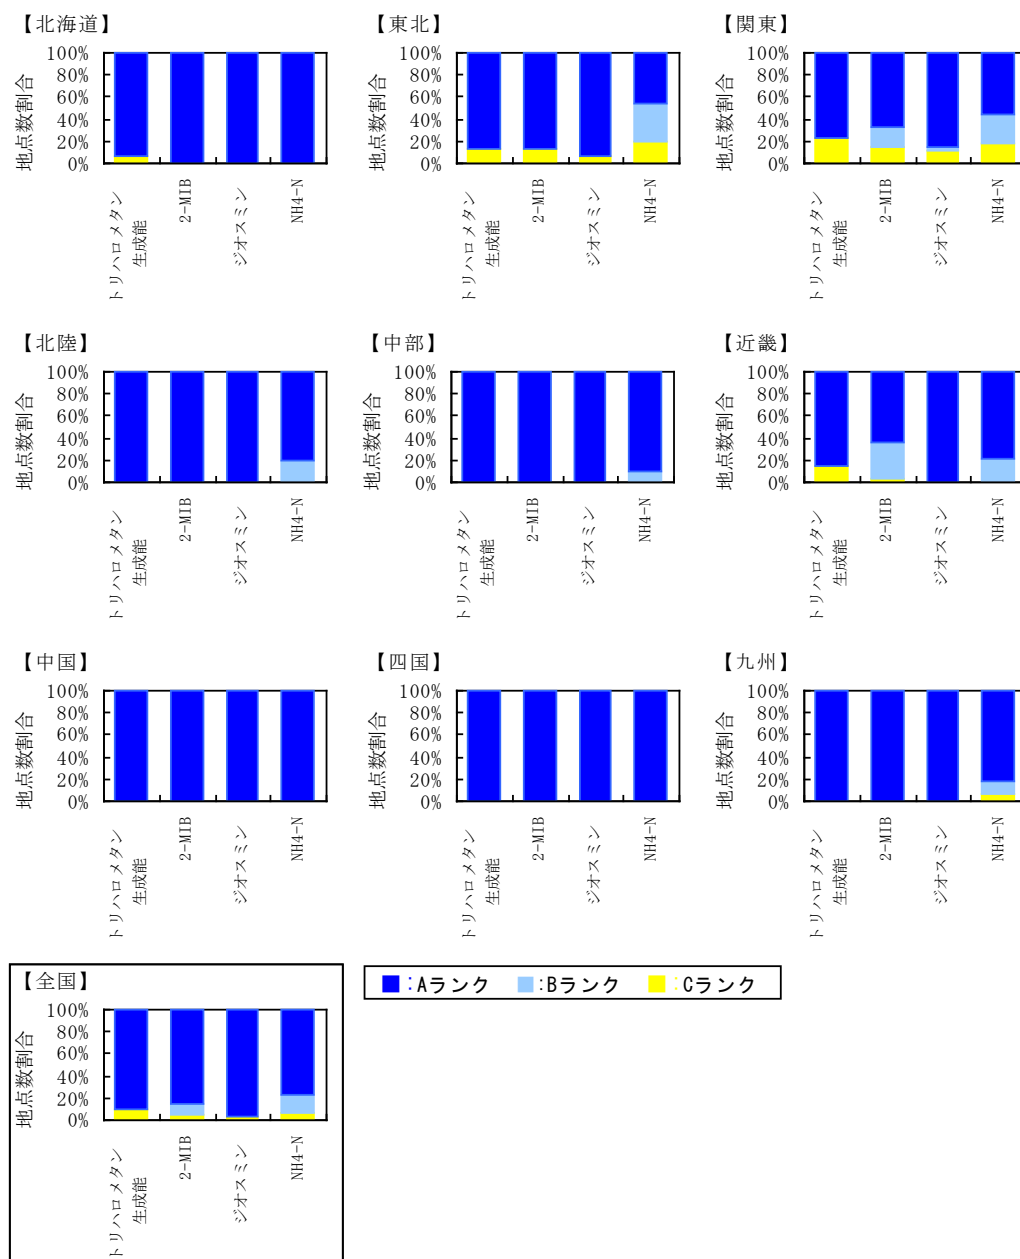 【北海道】
100%
80%
60%
40%
20%
0%
地点数割合
トリハロメタン
生成能
2-MIB
ジオスミン
NH4-N
【東北】
100%
80%
60%
40%
20%
0%
地点数割合
トリハロメタン
生成能
2-MIB
ジオスミン
NH4-N
【関東】
100%
80%
60%
40%
20%
0%
地点数割合
トリハロメタン
生成能
2-MIB
ジオスミン
NH4-N
【北陸】
100%
80%
60%
40%
20%
0%
地点数割合
トリハロメタン
生成能
2-MIB
ジオスミン
NH4-N
【中部】
100%
80%
60%
40%
20%
0%
地点数割合
トリハロメタン
生成能
2-MIB
ジオスミン
NH4-N
【近畿】
100%
80%
60%
40%
20%
0%
地点数割合
トリハロメタン
生成能
2-MIB
ジオスミン
NH4-N
【中国】
100%
80%
60%
40%
20%
0%
地点数割合
トリハロメタン
生成能
2-MIB
ジオスミン
NH4-N
【四国】
100%
80%
60%
40%
20%
0%
地点数割合
トリハロメタン
生成能
2-MIB
ジオスミン
NH4-N
【九州】
100%
80%
60%
40%
20%
0%
地点数割合
トリハロメタン
生成能
2-MIB
ジオスミン
NH4-N
【全国】
100%
80%
60%
40%
20%
0%
地点数割合
トリハロメタン
生成能
2-MIB
ジオスミン
NH4-N
:Aランク :Bランク :Cランク